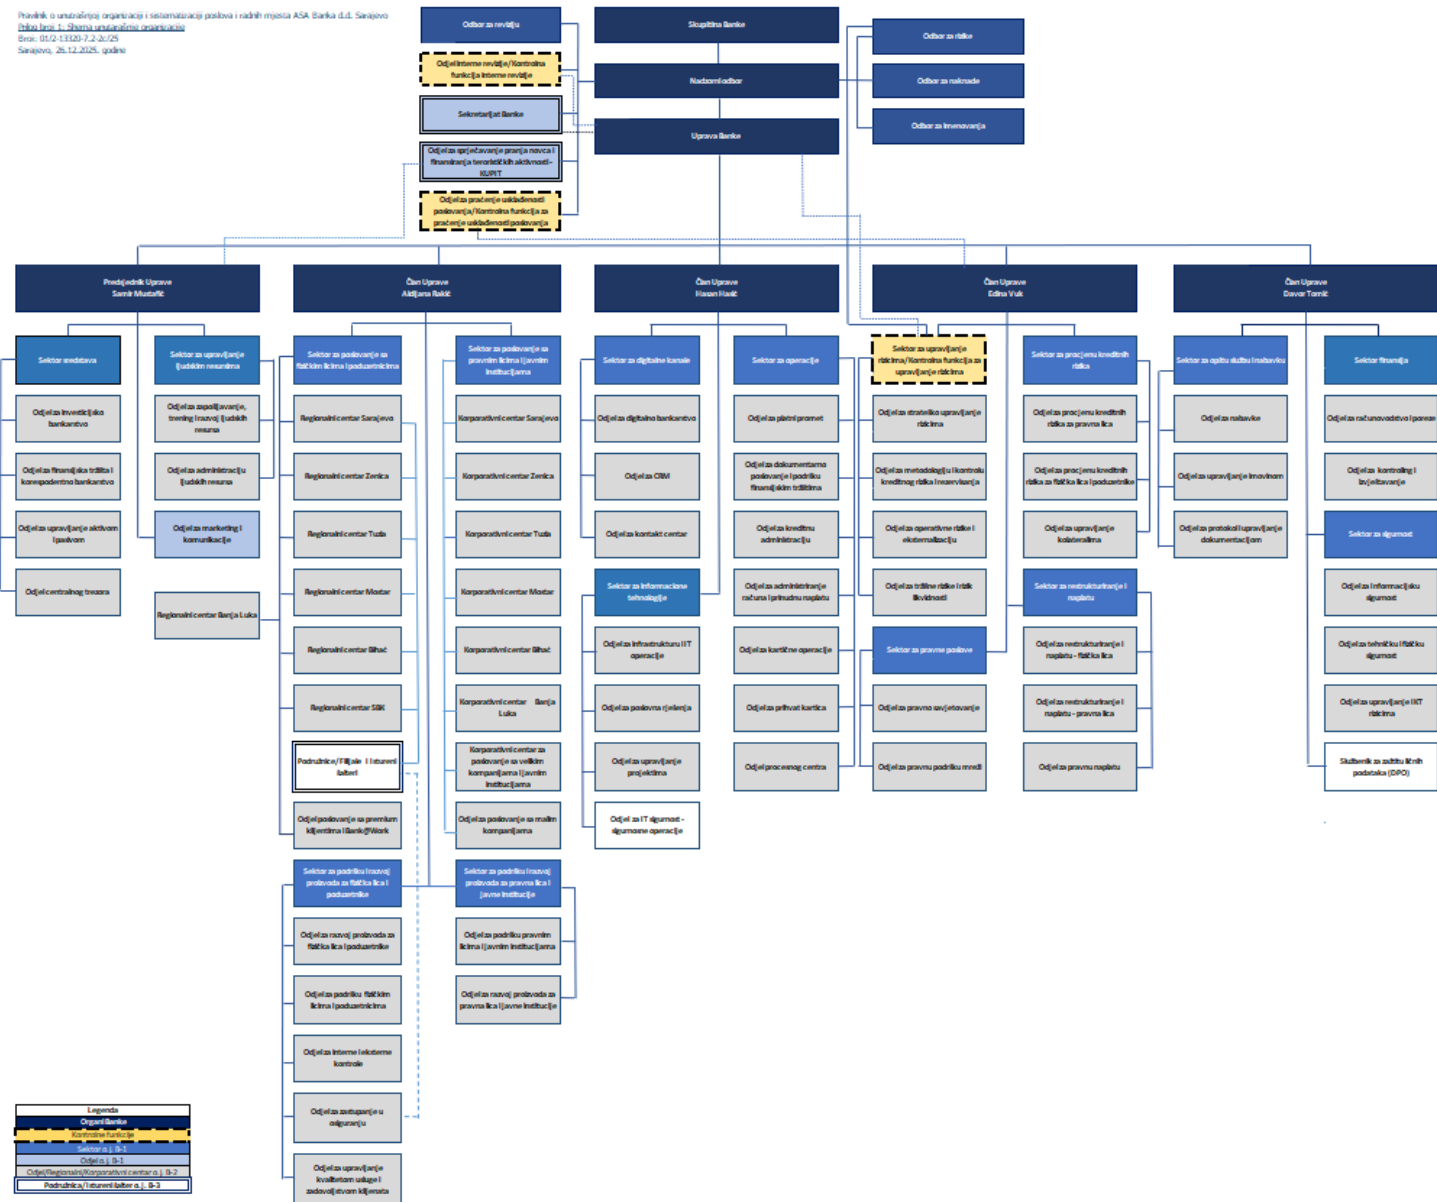 Pravilnik o unutrašnjoj organizaciji i sistematizaciji poslova i radnih mjesta ASA Banka d.d. Sarajevo
Prilog broj 1: Shema unutarašnje organizacije
Broj: 01/2-13320-7.2-2c/25
Sarajevo, 26.12.2025. godine
Odbor za reviziju
Skupština Banke
Odbor za rizike
Odjel interne revizije/Kontrolna
funkcija interne revizije
Nadzorni odbor
Odbor za naknade
Sekretarijat Banke
Uprava Banke
Odbor za imenovanja
Odjel za sprječavanje pranja novca i
finansiranja terorističkih aktivnosti -
KUPIT
Odjel za praćenje usklađenosti
poslovanja/Kontrolna funkcija za
praćenje usklađenosti poslovanja
Predsjednik Uprave
Samir Mustafić
Član Uprave
Aldijana Rakić
Član Uprave
Hasan Hasić
Član Uprave
Edina Vuk
Član Uprave
Davor Tomić
Sektor sredstava
Odjel za investicijsko
bankarstvo
Odjel za finansijska tržišta i
korespodentno bankarstvo
Odjel za upravljanje aktivom
i pasivom
Odjel centralnog trezora
Sektor za upravljanje
ljudskim resursima
Odjel za zapošljavanje,
trening i razvoj ljudskih
resursa
Odjel za administraciju
ljudskih resursa
Odjel za marketing i
komunikacije
Regionalni centar Banja Luka
Sektor za poslovanje sa
fizičkim licima i poduzetnicima
Regionalni centar Sarajevo
Regionalni centar Zenica
Regionalni centar Tuzla
Regionalni centar Mostar
Regionalni centar Bihać
Regionalni centar SBK
Podružnice/ Filijale i Istureni
šalteri
Odjel poslovanje sa premium
klijentima i Bank@Work
Sektor za podršku i razvoj
proizvoda za fizička lica i
poduzetnike
Odjel za razvoj proizvoda za
fizička lica i poduzetnike
Odjel za podršku fizičkim
licima i poduzetnicima
Odjel za interne i eksterne
kontrole
Odjel za zastupanje u
osiguranju
Odjel za upravljanje
kvalitetom usluge i
zadovoljstvom klijenata
Sektor za poslovanje sa
pravnim licima i javnim
institucijama
Korporativni centar Sarajevo
Korporativni centar Zenica
Korporativni centar Tuzla
Korporativni centar Mostar
Korporativni centar Bihać
Korporativni centar Banja
Luka
Korporativni centar za
poslovanje sa velikim
kompanijama i javnim
institucijama
Odjel za poslovanje sa malim
kompanijama
Sektor za podršku i razvoj
proizvoda za pravna lica i
javne institucije
Odjel za podršku pravnim
licima i javnim institucijama
Odjel za razvoj proizvoda za
pravna lica i javne institucije
Sektor za digitalne kanale
Odjel za digitalno bankarstvo
Odjel za CRM
Odjel za kontakt centar
Sektor za informacione
tehnologije
Odjel za infrastrukturu i IT
operacije
Odjel za poslovna rješenja
Odjel za upravljanje
projektima
Odjel za IT sigurnost -
sigurnosne operacije
Sektor za operacije
Odjel za platni promet
Odjel za dokumentarno
poslovanje i podršku
finansijskim tržištima
Odjel za kreditnu
administraciju
Odjel za administriranje
računa i prinudnu naplatu
Odjel za kartične operacije
Odjel za prihvat kartica
Odjel procesnog centra
Sektor za upravljanje
rizicima/Kontrolna funkcija za
upravljanje rizicima
Odjel za strateško upravljanje
rizicima
Odjel za metodologiju i kontrolu
kreditnog rizika i rezervisanja
Odjel za operativne rizike i
eksternalizaciju
Odjel za tržišne rizike i rizik
likvidnosti
Sektor za pravne poslove
Odjel za pravno savjetovanje
Odjel za pravnu podršku mreži
Sektor za procjenu kreditnih
rizika
Odjel za procjenu kreditnih
rizika za pravna lica
Odjel za procjenu kreditnih
rizika za fizička lica i poduzetnike
Odjel za upravljanje
kolateralima
Sektor za restrukturiranje i
naplatu
Odjel za restrukturiranje i
naplatu - fizička lica
Odjel za restrukturiranje i
naplatu - pravna lica
Odjel za pravnu naplatu
Sektor za opštu službu i nabavku
Odjel za nabavke
Odjel za upravljanje imovinom
Odjel za protokol i upravljanje
dokumentacijom
Sektor finansija
Odjel za računovodstvo i poreze
Odjel za kontroling i
izvještavanje
Sektor za sigurnost
Odjel za informacijsku
sigurnost
Odjel za tehničku i fizičku
sigurnost
Odjel za upravljanje IKT
rizicima
Službenik za zaštitu ličnih
podataka (DPO)
Legenda
Organi Banke
Kontrolne funkcije
Sektor o.j. B-1
Odjel o.j. B-1
Odjel/Regionalni/Korporativni centar o.j. B-2
Podružnica/ Istureni šalter o.j. B-3